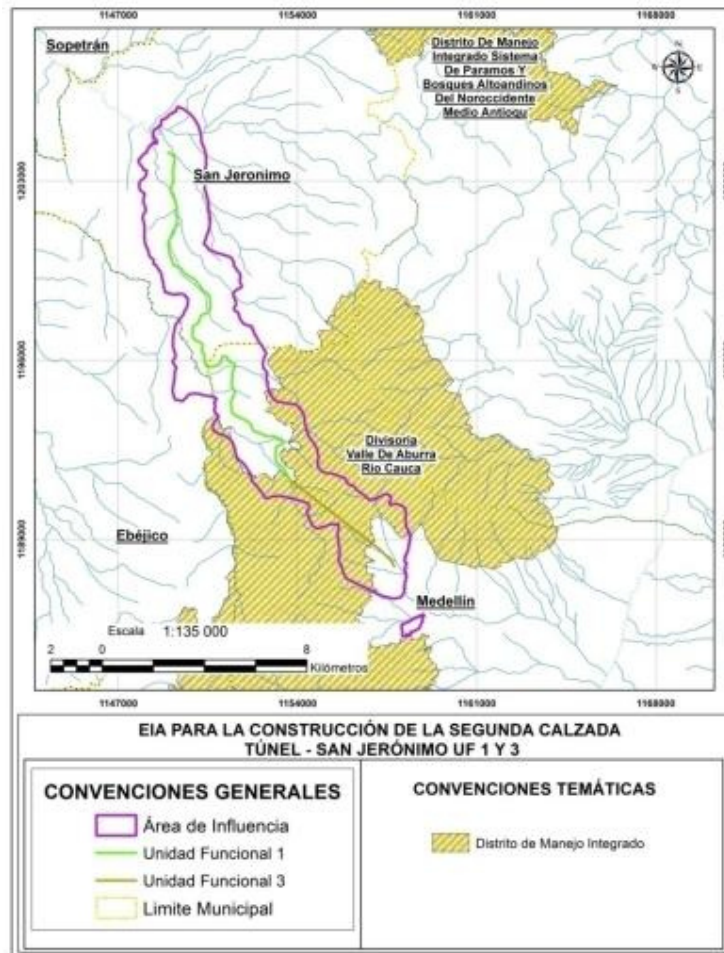 1147000 1154000 1161000 1168000
Sopetrán
Distrito De Manejo
Integrado Sistema
De Paramos Y
Bosques Altoandinos
Del Noroccidente
Medio Antioqu
N
W E
S
1203000
San Jeronimo
1196000
Divisoria
Valle De Aburra
Rio Cauca
1189000
Ebéjico
Medellín
Escala 1:135 000
2 0 8
Kilómetros
1147000 1154000 1161000 1168000
EIA PARA LA CONSTRUCCIÓN DE LA SEGUNDA CALZADA
TÚNEL - SAN JERÓNIMO UF 1 Y 3
CONVENCIONES GENERALES
Área de Influencia
Unidad Funcional 1
Unidad Funcional 3
Limite Municipal
CONVENCIONES TEMÁTICAS
Distrito de Manejo Integrado